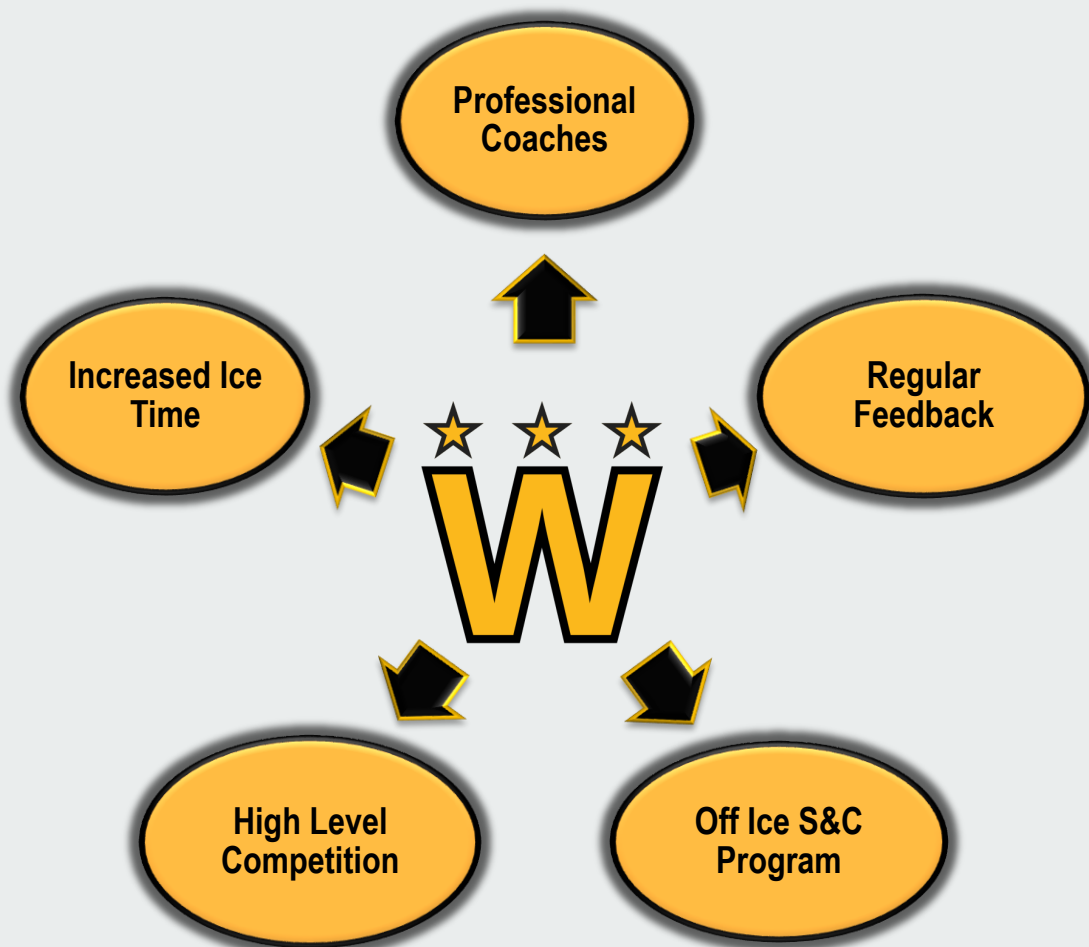 Professional
Coaches
Increased Ice
Time
Regular
Feedback
W
High Level
Competition
Off Ice S&C
Program